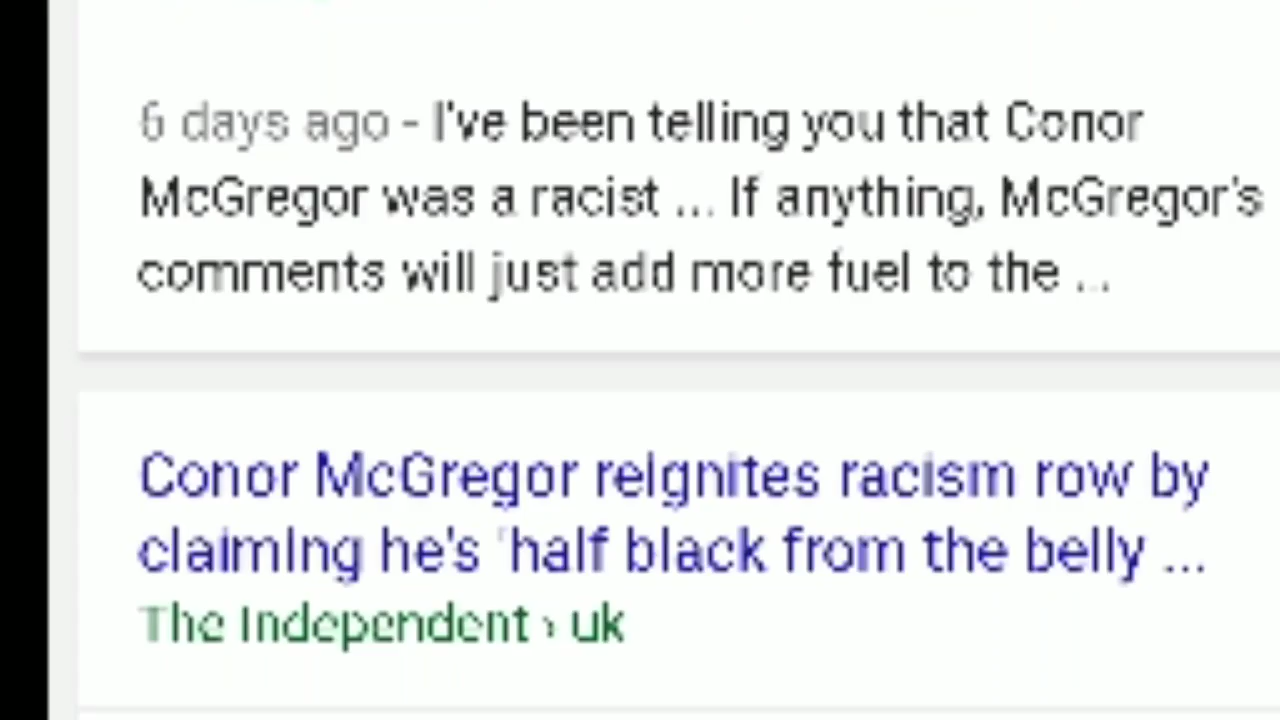 6 days ago - I've been telling you that Conor
McGregor was a racist ... If anything, McGregor's
comments will just add more fuel to the ...
Conor McGregor reignites racism row by
claiming he's 'half black from the belly ...
The Independent › uk